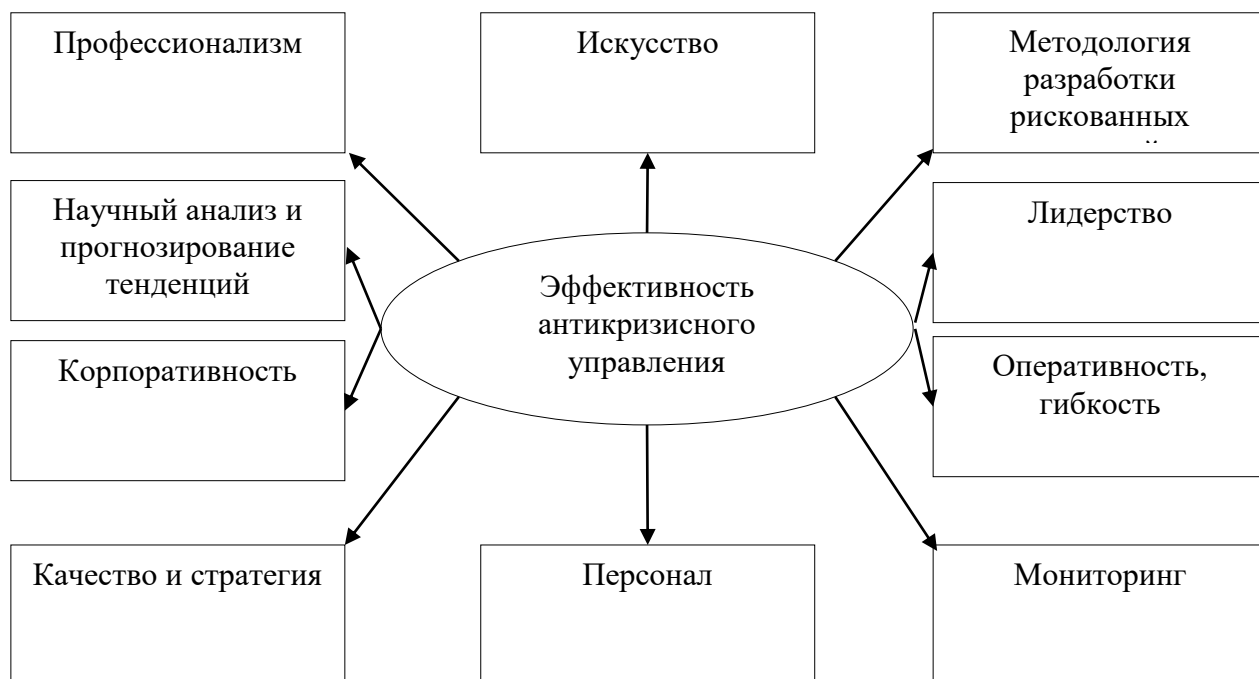 Профессионализм
Искусство
Методология
разработки
рискованных
Научный анализ и
прогнозирование
тенденций
Лидерство
Эффективность
антикризисного
управления
Корпоративность
Оперативность,
гибкость
Качество и стратегия
Персонал
Мониторинг